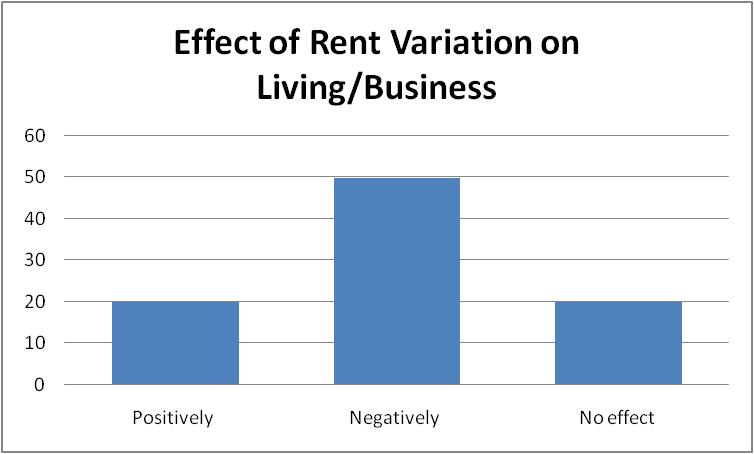 Effect of Rent Variation on
Living/Business
60
50
40
30
20
10
0
Positively
Negatively
No effect